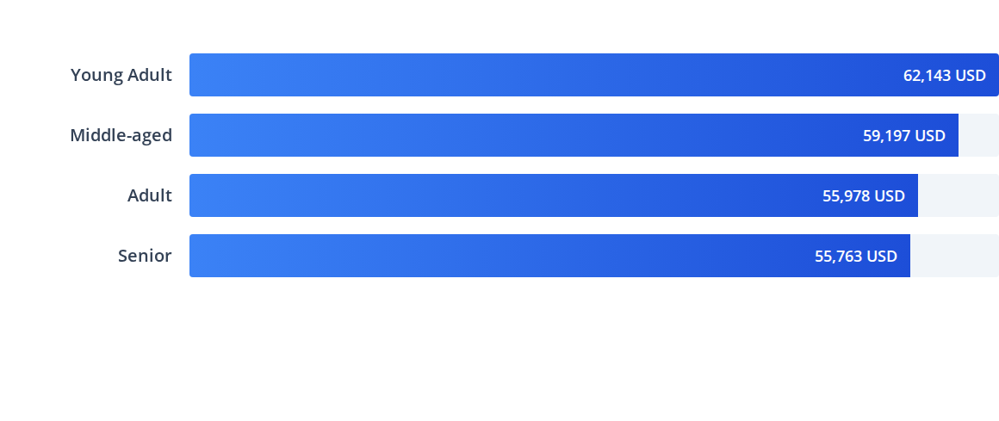 Young Adult 62,143 USD
Middle-aged 59,197 USD
Adult 55,978 USD
Senior 55,763 USD